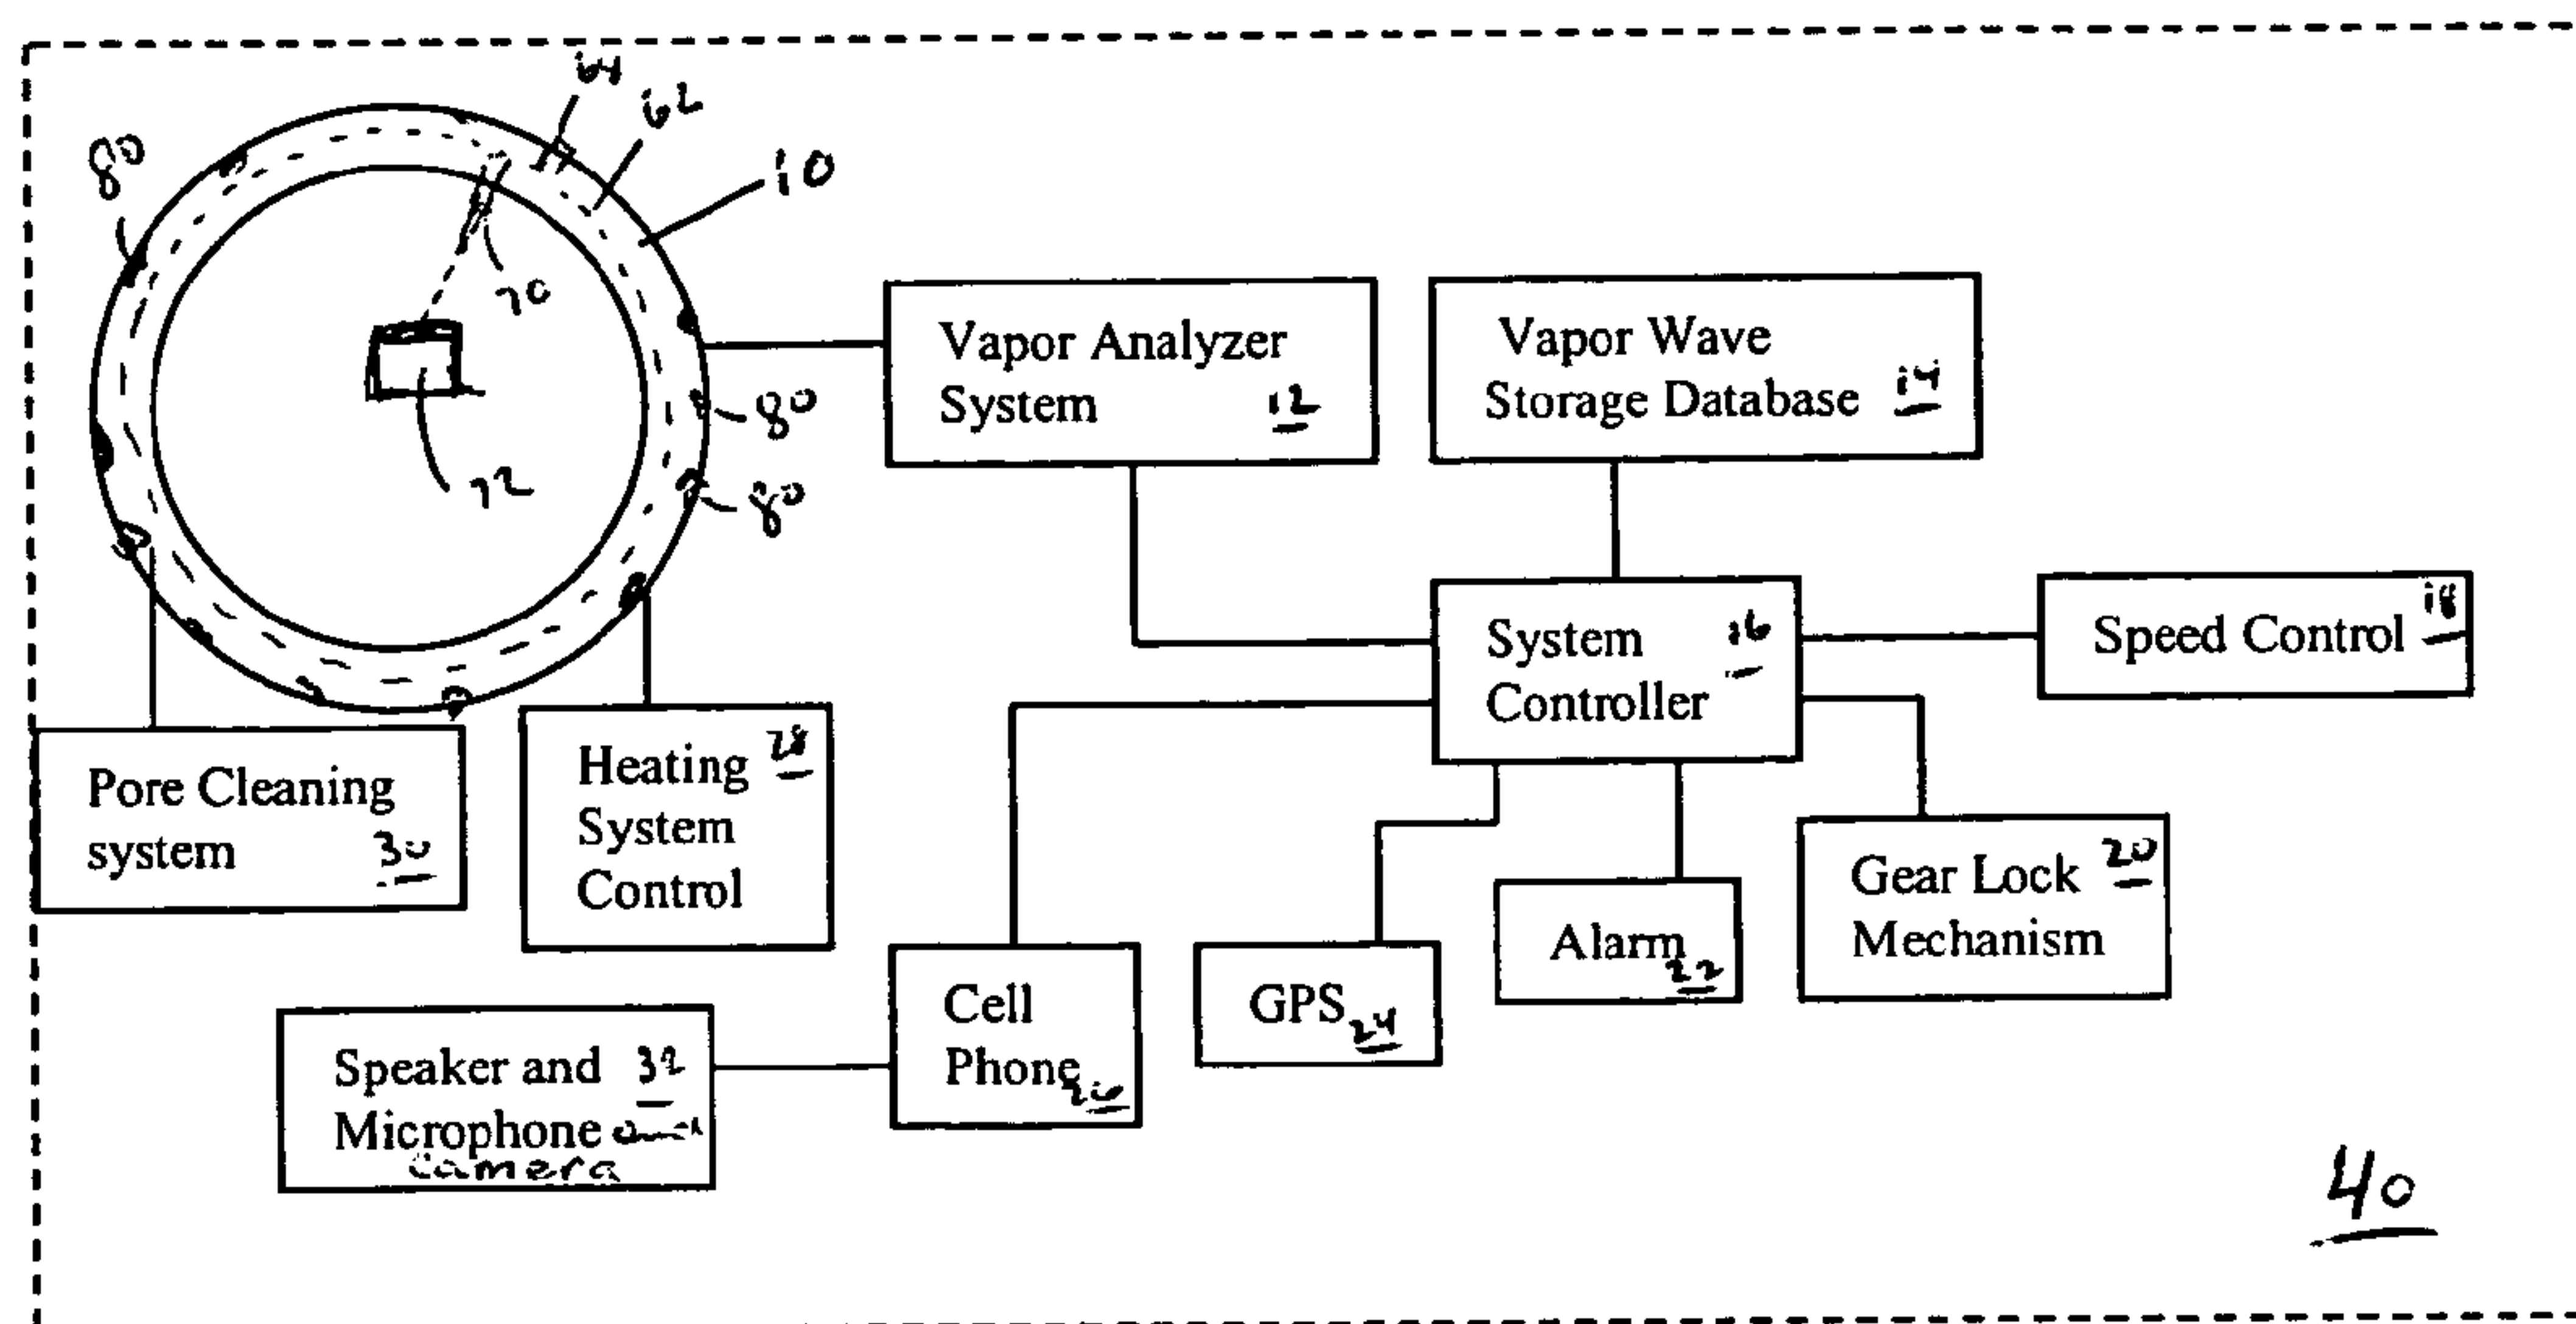 64
62
80
10
70
72
80
80
Vapor Analyzer
System 12
Vapor Wave
Storage Database 14
System 16
Controller
Speed Control 18
Pore Cleaning
system 30
Heating 28
System
Control
Gear Lock 20
Mechanism
Alarm 22
GPS 24
Cell
Phone 26
Speaker and 32
Microphone and
camera
40